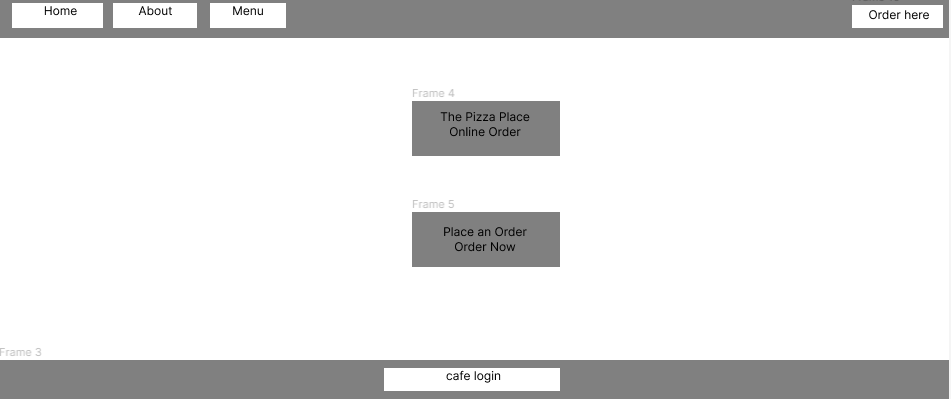 Home
About
Menu
Order here
Frame 4
The Pizza Place
Online Order
Frame 5
Place an Order
Order Now
Frame 3
cafe login